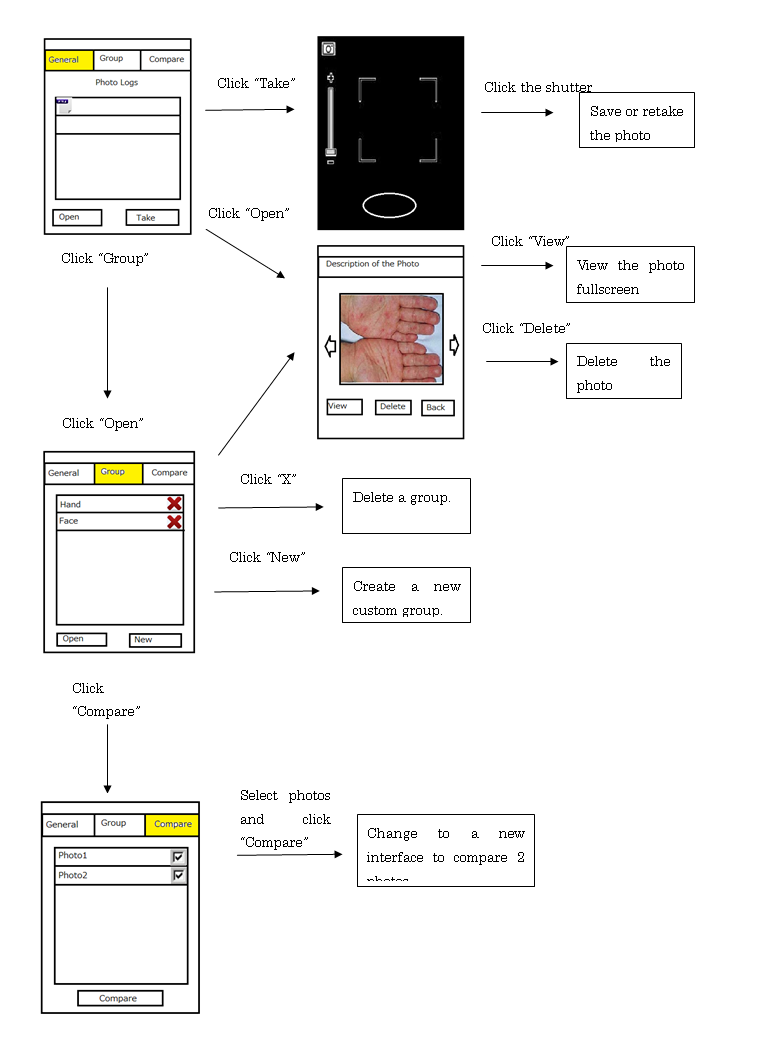 General Group Compare
Photo Logs
Open Take
Click “Take”
Click the shutter
Save or retake
the photo
Click “Open”
Click “Group”
Description of the Photo
View Delete Back
Click “View”
View the photo
fullscreen
Click “Delete”
Delete the
photo
Click “Open”
General Group Compare
Hand
Face
Open New
Click “X”
Delete a group.
Click “New”
Create a new
custom group.
Click
“Compare”
General Group Compare
Photo1
Photo2
Compare
Select photos
and click
“Compare”
Change to a new
interface to compare 2
photos